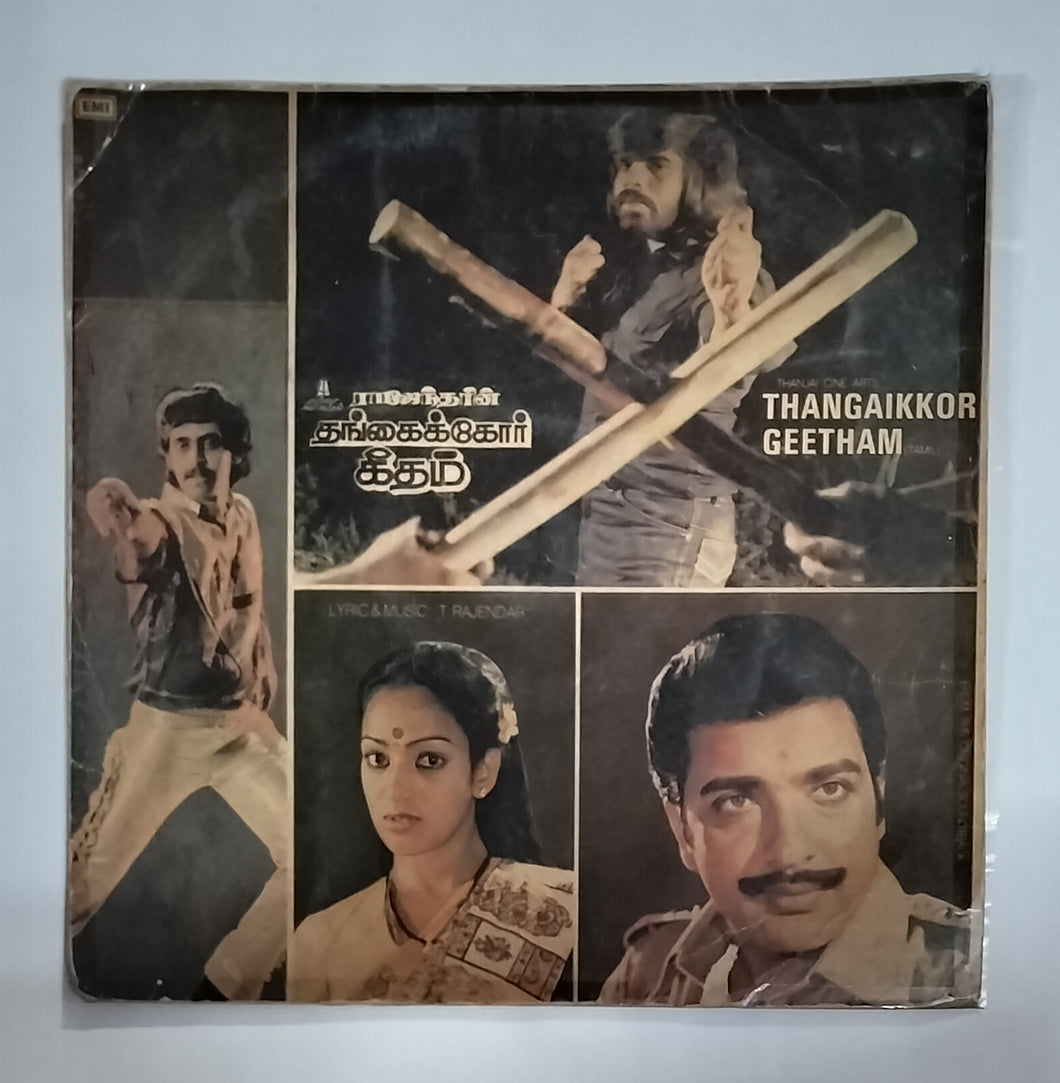 EMI
ராஜேந்தரின்
தங்கைக்கோர்
கீதம்
THANJAI CINE ARTS
THANGAIKKOR
GEETHAM (TAMIL)
LYRIC & MUSIC T RAJENDAR